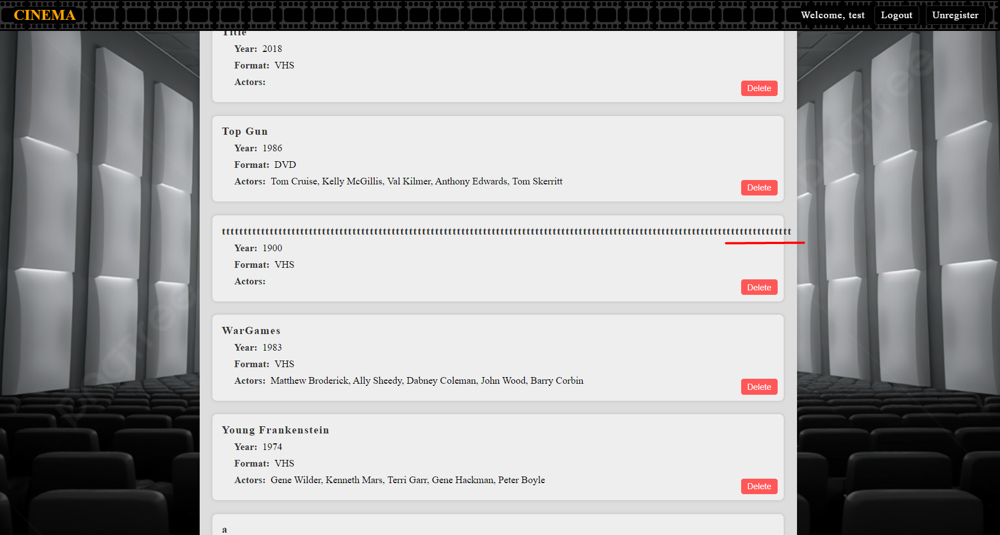 CINEMA
Welcome, test Logout Unregister
Title
Year: 2018
Format: VHS
Actors:
Delete
Top Gun
Year: 1986
Format: DVD
Actors: Tom Cruise, Kelly McGillis, Val Kilmer, Anthony Edwards, Tom Skerritt
Delete
tttttttttttttttttttttttttttttttttttttttttttttttttttttttttttttttttttttttttttttttttttttttttttttttttttttttttttttttttttttttttttttttttttt
Year: 1900
Format: VHS
Actors:
Delete
WarGames
Year: 1983
Format: VHS
Actors: Matthew Broderick, Ally Sheedy, Dabney Coleman, John Wood, Barry Corbin
Delete
Young Frankenstein
Year: 1974
Format: VHS
Actors: Gene Wilder, Kenneth Mars, Terri Garr, Gene Hackman, Peter Boyle
Delete
a
pngtree
pngtree